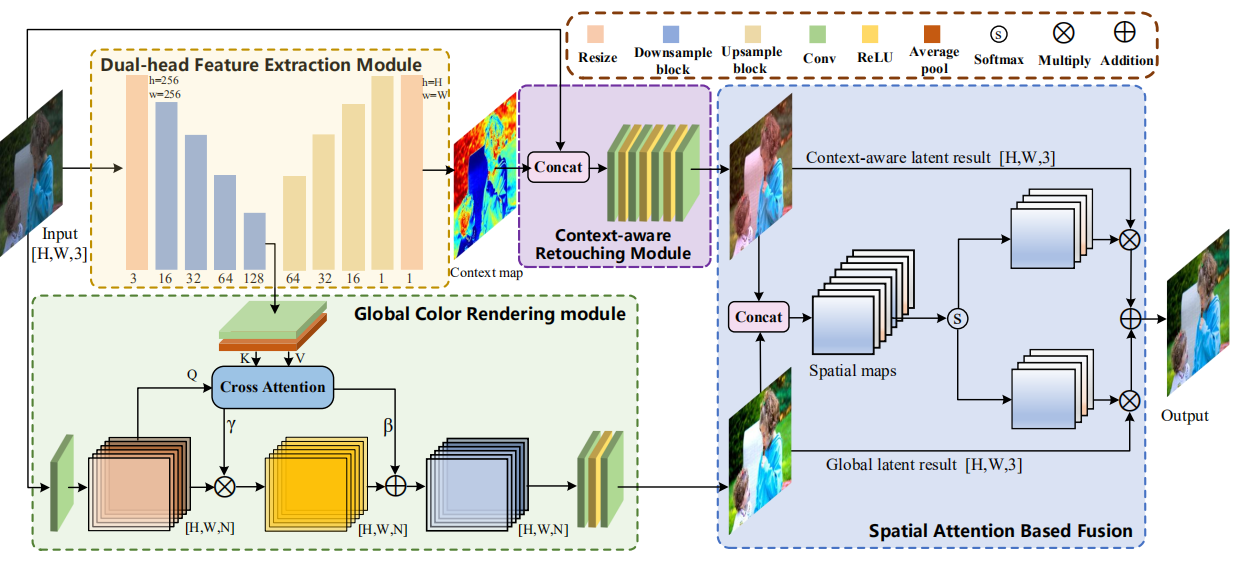 Resize
Downsample
block
Upsample
block
Conv
ReLU
Average
pool
S
Softmax
Multiply
Addition
Dual-head Feature Extraction Module
h=256
w=256
h=H
w=W
3
16
32
64
128
64
32
16
1
1
Input
[H,W,3]
Context map
Concat
Context-aware
Retouching Module
Context-aware latent result [H,W,3]
Concat
Spatial maps
S
Output
Global latent result [H,W,3]
Spatial Attention Based Fusion
Global Color Rendering module
K
V
Q
Cross Attention
γ
β
[H,W,N]
[H,W,N]
[H,W,N]